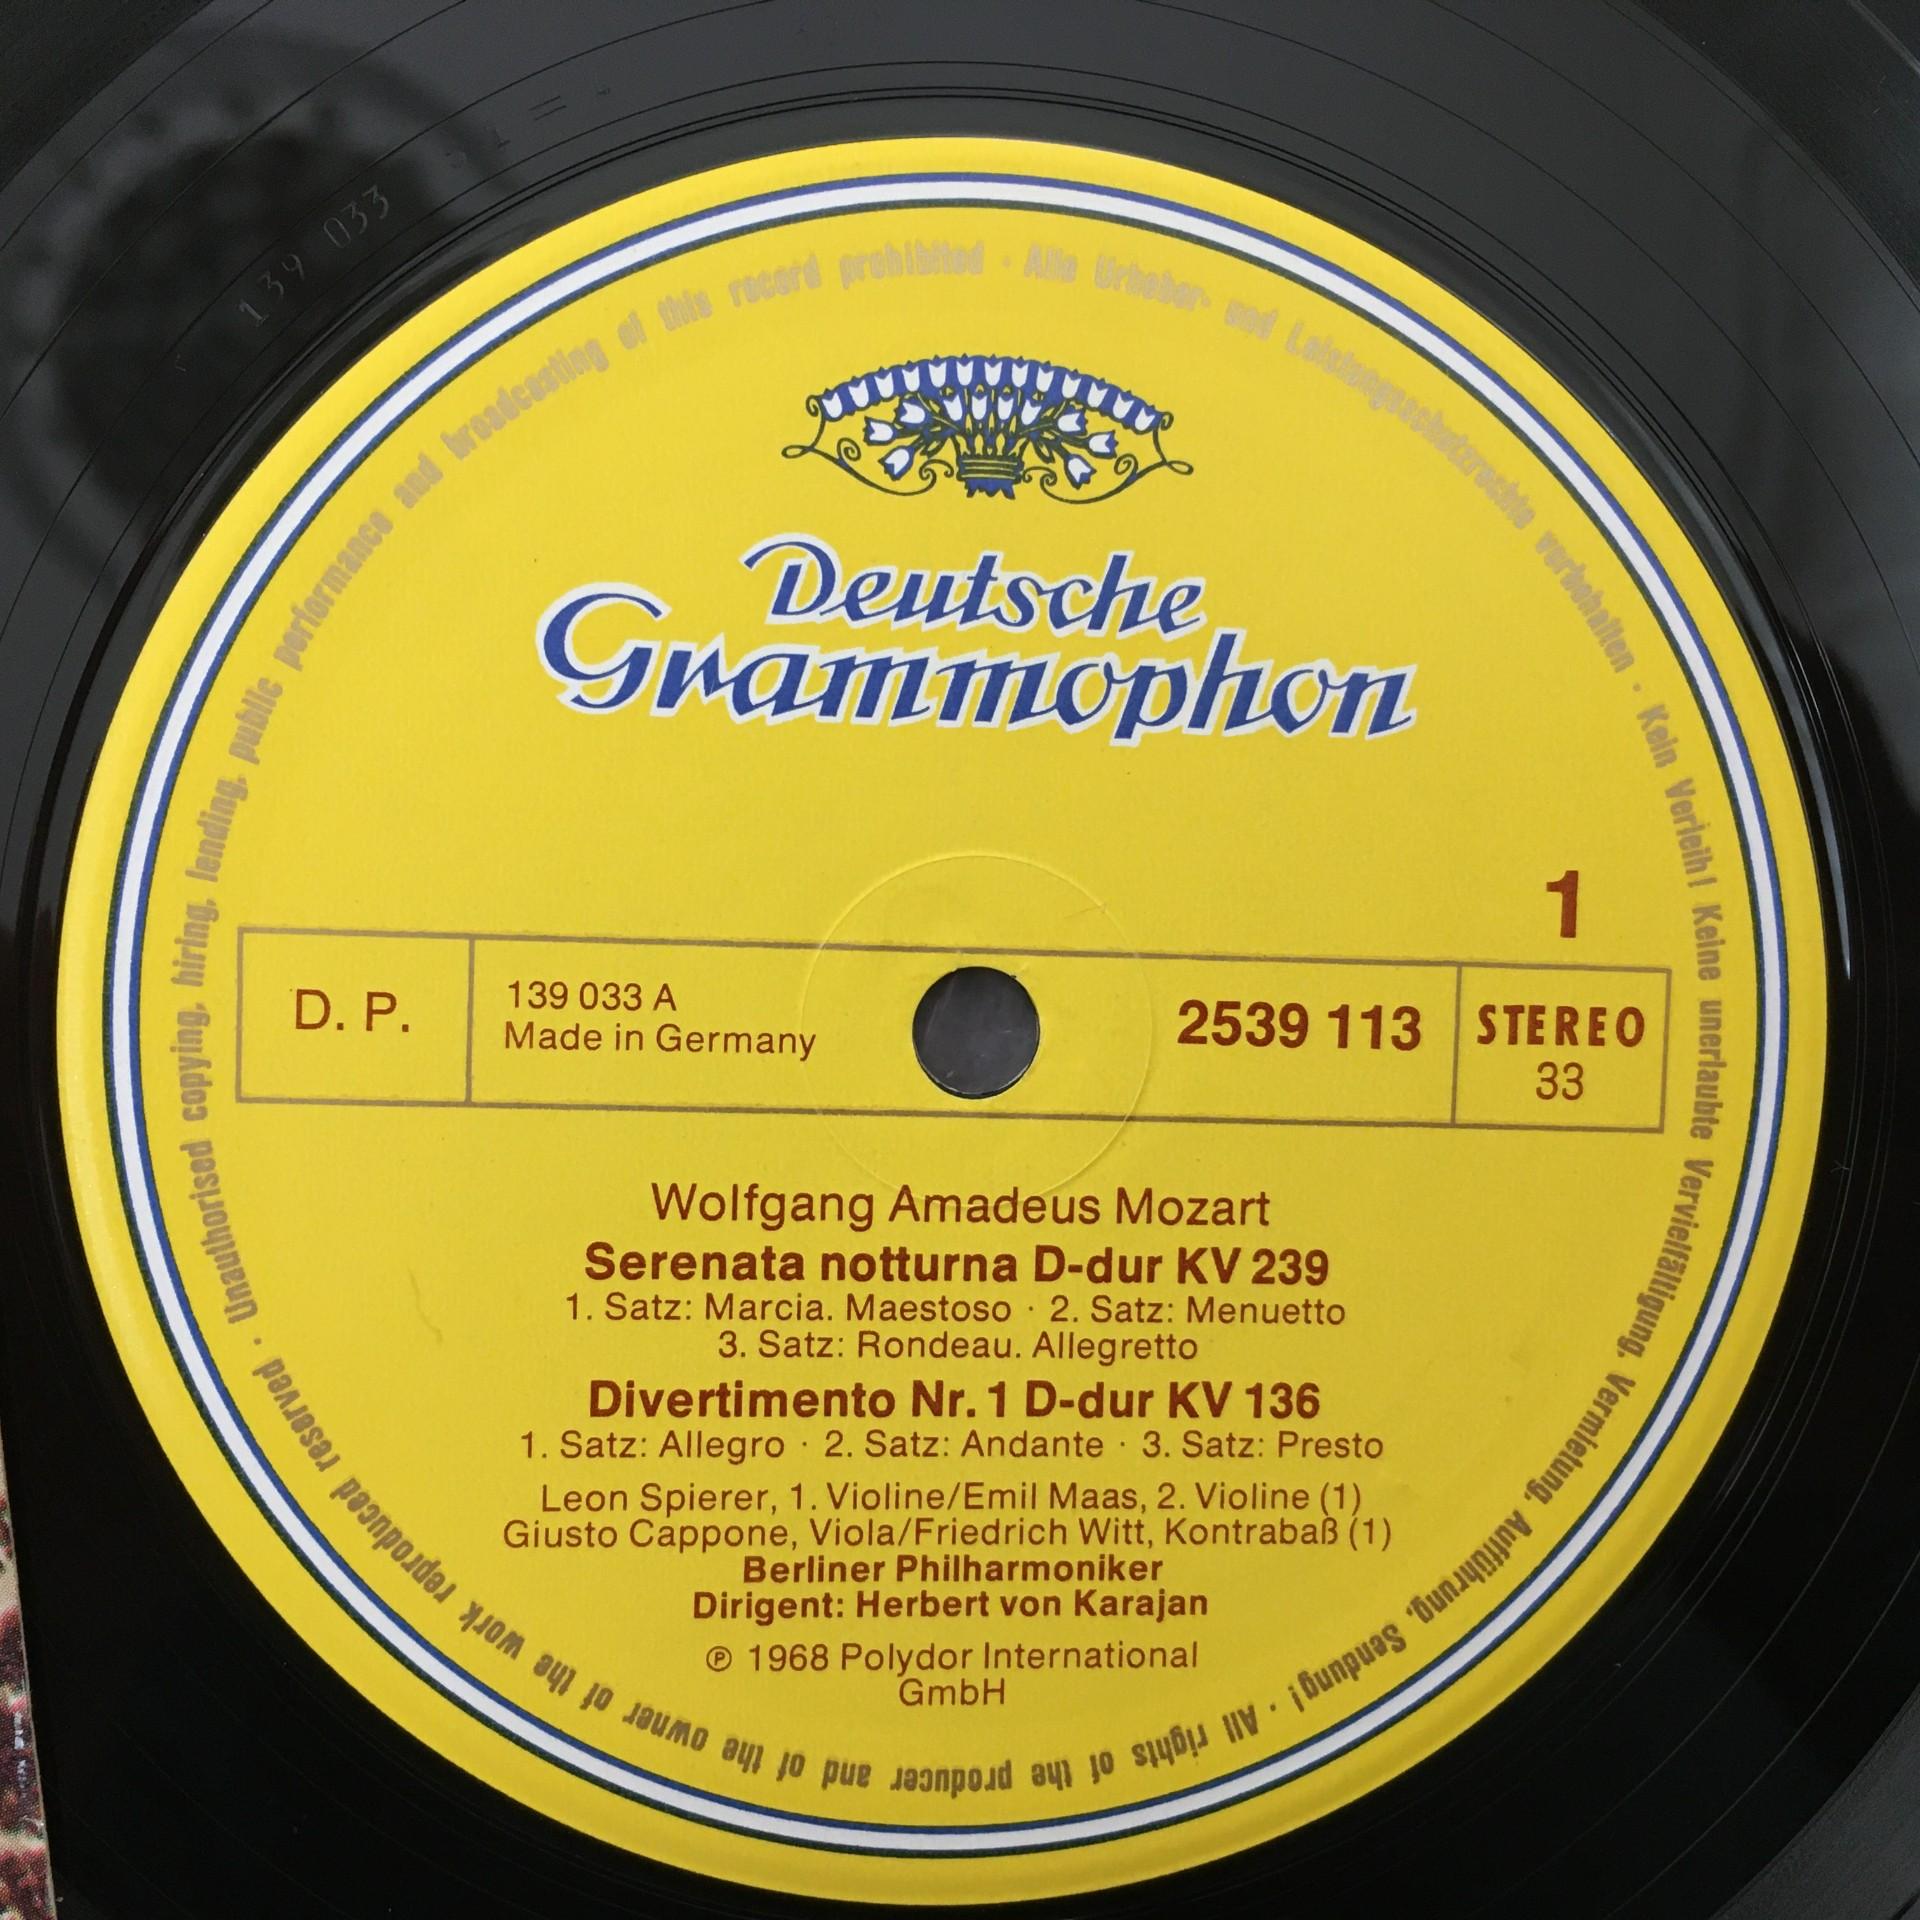 139 033
Deutsche
Grammophon
1
D. P.
139 033 A
Made in Germany
2539 113
STEREO
33
Wolfgang Amadeus Mozart
Serenata notturna D-dur KV 239
1. Satz: Marcia. Maestoso · 2. Satz: Menuetto
3. Satz: Rondeau. Allegretto
Divertimento Nr. 1 D-dur KV 136
1. Satz: Allegro · 2. Satz: Andante · 3. Satz: Presto
Leon Spierer, 1. Violine/Emil Maas, 2. Violine (1)
Giusto Cappone, Viola/Friedrich Witt, Kontrabaß (1)
Berliner Philharmoniker
Dirigent: Herbert von Karajan
℗ 1968 Polydor International
GmbH
Alle Urheber- und Leistungsschutzrechte vorbehalten · Kein Verleih! Keine unerlaubte Vervielfältigung, Vermietung, Aufführung, Sendung! · All rights of the producer and of the owner of the work reproduced reserved · Unauthorised copying, hiring, lending, public performance and broadcasting of this record prohibited ·